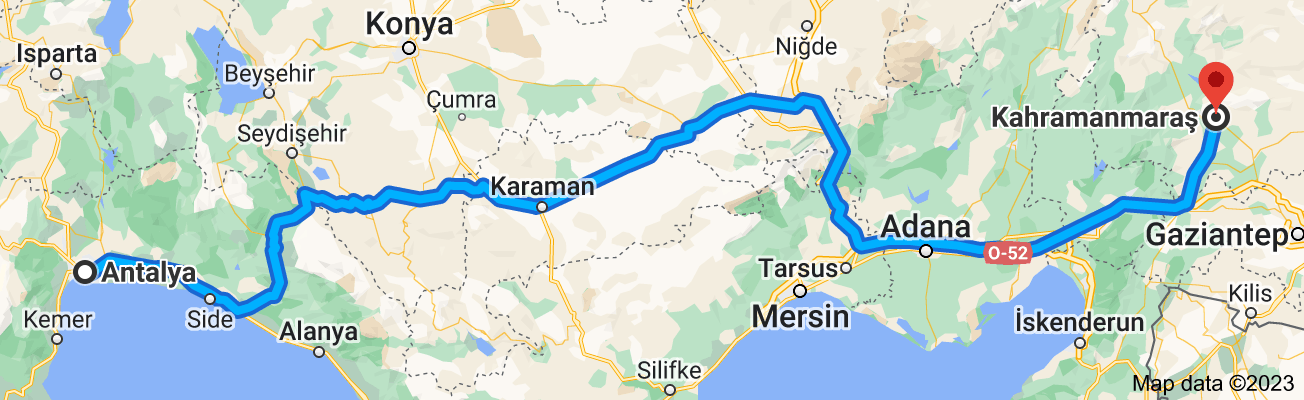 Konya
Isparta
Niğde
Beyşehir
Çumra
Kahramanmaraş
Seydişehir
Karaman
Adana
Gaziantep
O-52
Antalya
Tarsus
Kilis
Kemer
Side
Mersin
İskenderun
Alanya
Silifke
Map data ©2023